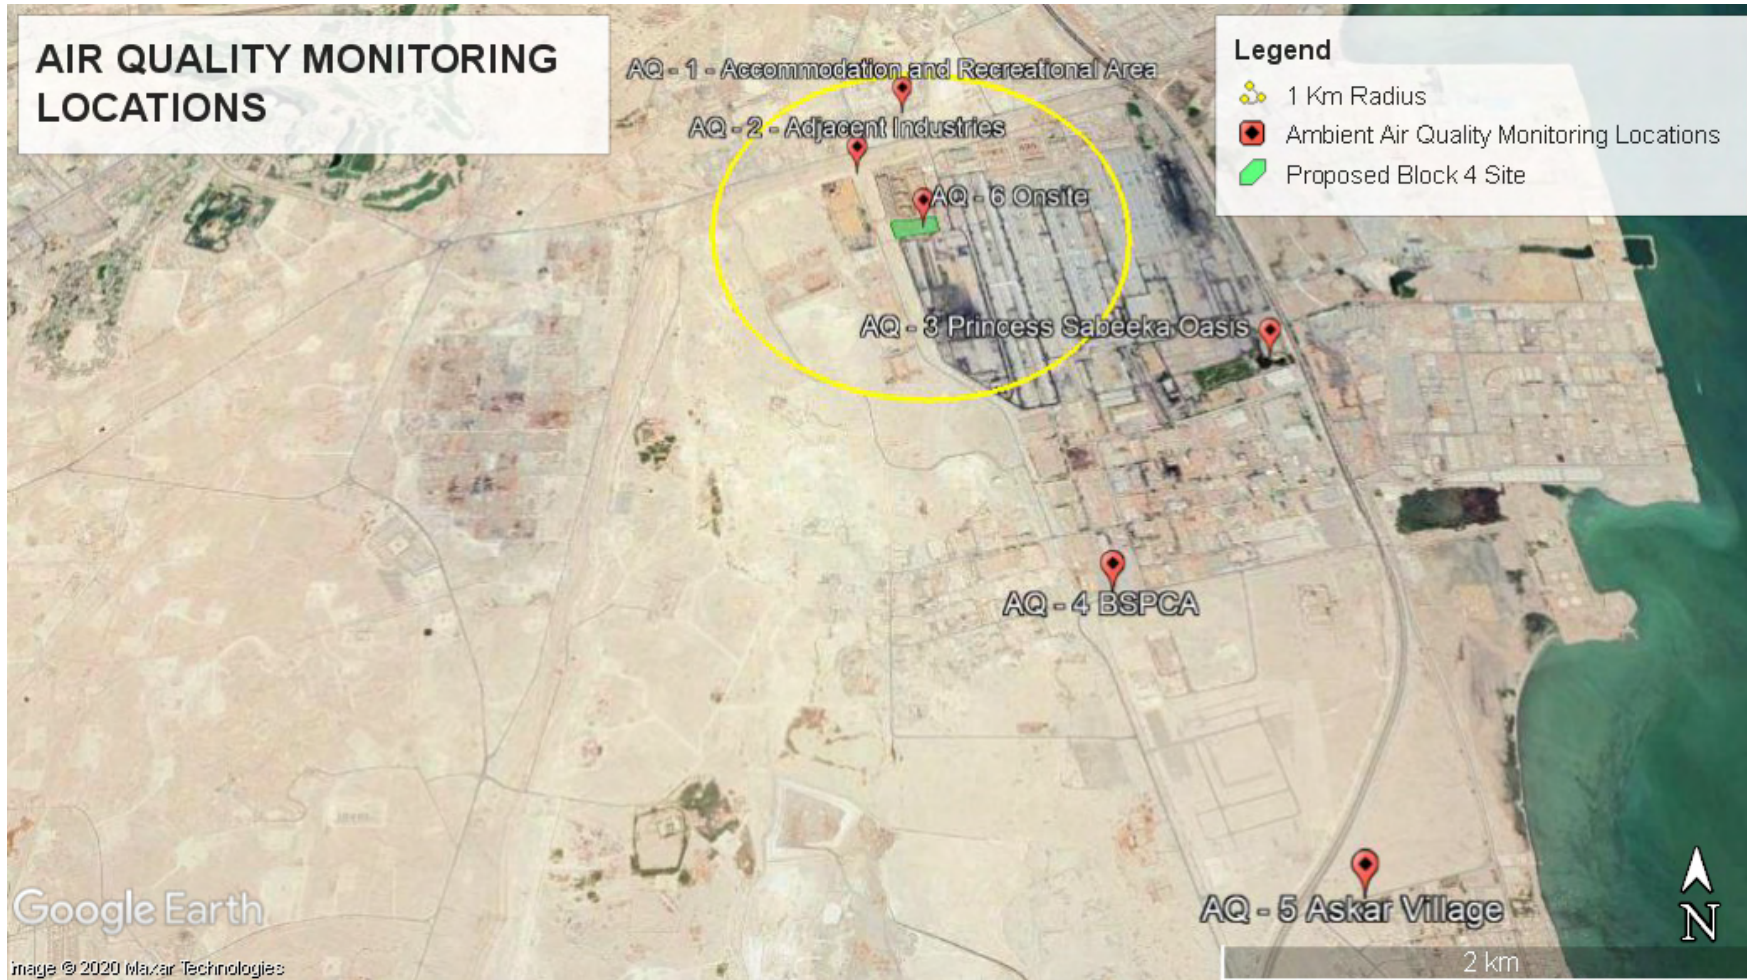 AIR QUALITY MONITORING
LOCATIONS
AQ - 1 - Accommodation and Recreational Area
AQ - 2 - Adjacent Industries
AQ - 6 Onsite
AQ - 3 Princess Sabeeka Oasis
AQ - 4 BSPCA
AQ - 5 Askar Village
Legend
1 Km Radius
Ambient Air Quality Monitoring Locations
Proposed Block 4 Site
Google Earth
Image © 2020 Maxar Technologies
N
2 km